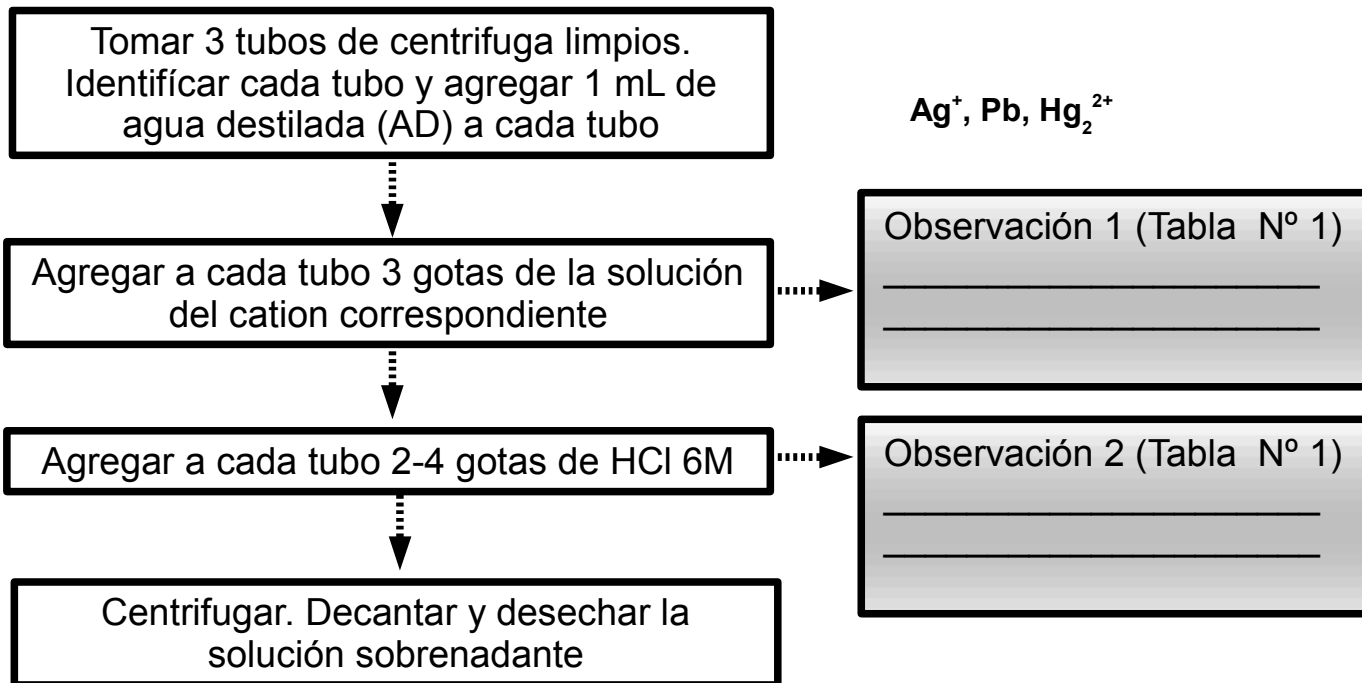 Tomar 3 tubos de centrifuga limpios.
Identifícar cada tubo y agregar 1 mL de
agua destilada (AD) a cada tubo
Ag⁺, Pb, Hg₂²⁺
Agregar a cada tubo 3 gotas de la solución
del cation correspondiente
Observación 1 (Tabla Nº 1)
Agregar a cada tubo 2-4 gotas de HCl 6M
Observación 2 (Tabla Nº 1)
Centrifugar. Decantar y desechar la
solución sobrenadante